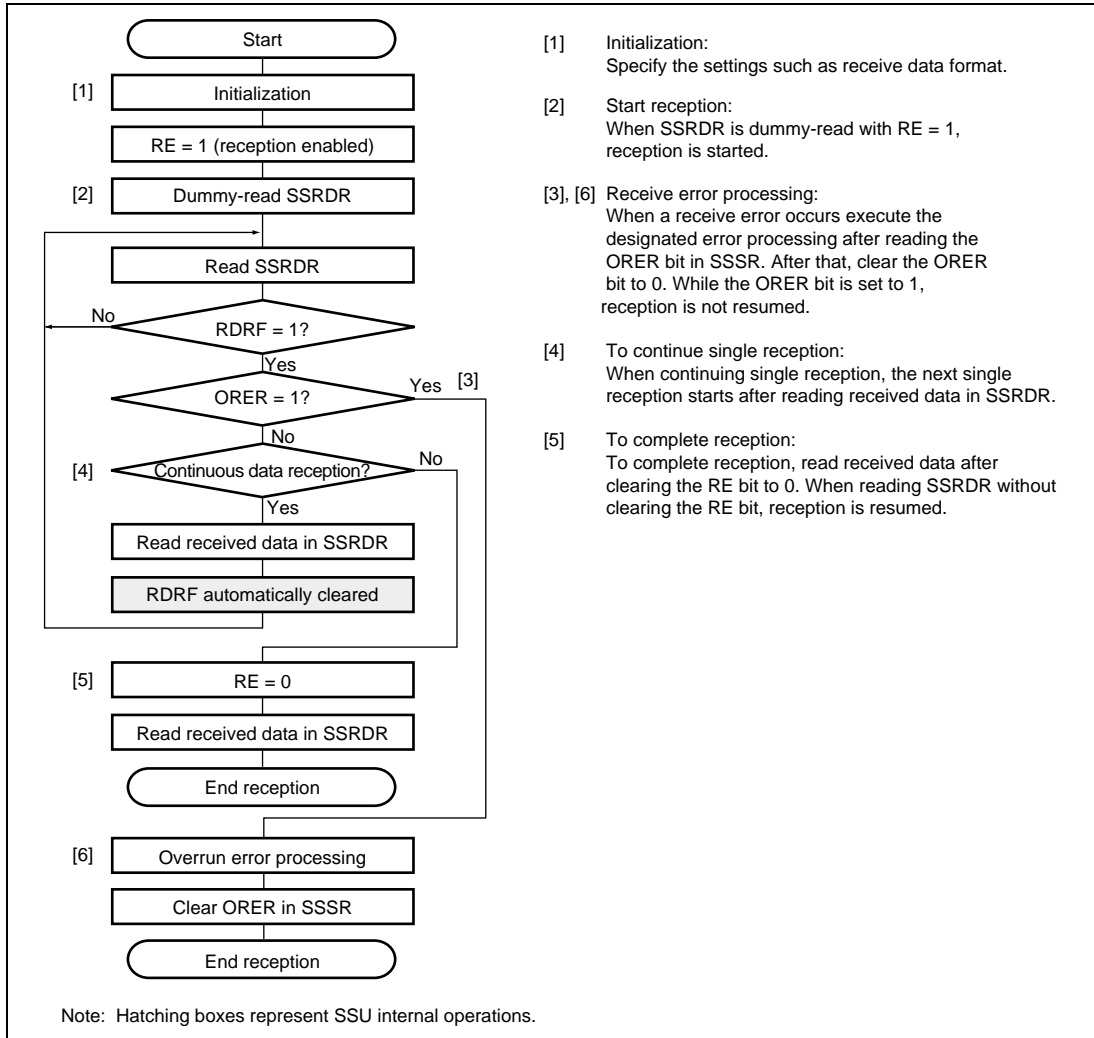 Start
[1] Initialization
RE = 1 (reception enabled)
[2] Dummy-read SSRDR
Read SSRDR
No
RDRF = 1?
Yes
ORER = 1?
Yes [3]
No
[4] Continuous data reception?
No
Yes
Read received data in SSRDR
RDRF automatically cleared
[5] RE = 0
Read received data in SSRDR
End reception
[6] Overrun error processing
Clear ORER in SSSR
End reception
[1] Initialization:
Specify the settings such as receive data format.
[2] Start reception:
When SSRDR is dummy-read with RE = 1,
reception is started.
[3], [6] Receive error processing:
When a receive error occurs execute the
designated error processing after reading the
ORER bit in SSSR. After that, clear the ORER
bit to 0. While the ORER bit is set to 1,
reception is not resumed.
[4] To continue single reception:
When continuing single reception, the next single
reception starts after reading received data in SSRDR.
[5] To complete reception:
To complete reception, read received data after
clearing the RE bit to 0. When reading SSRDR without
clearing the RE bit, reception is resumed.
Note: Hatching boxes represent SSU internal operations.